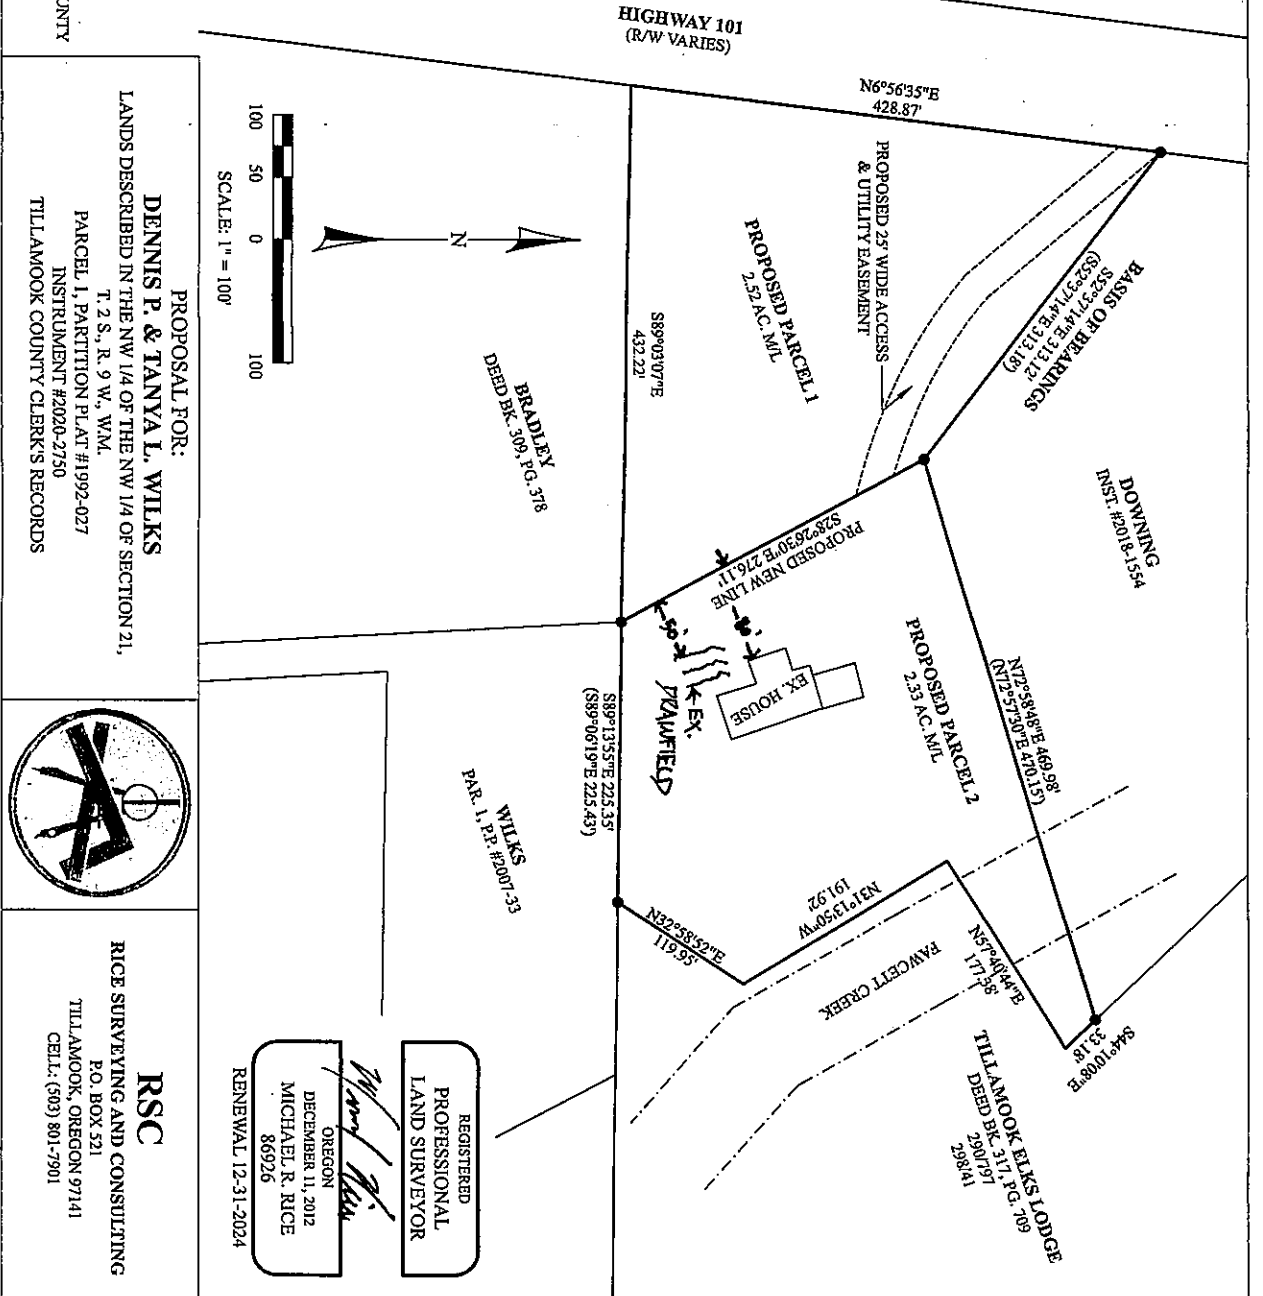 UNTY
HIGHWAY 101
(R/W VARIES)
N6°56'35"E
428.87'
PROPOSED 25' WIDE ACCESS
& UTILITY EASEMENT
PROPOSED PARCEL 1
2.52 AC. M/L
BASIS OF BEARINGS
S52°37'14"E 313.12'
(S52°37'14"E 313.18')
DOWNING
INST. #2018-1554
PROPOSED NEW LINE
S28°26'30"E 276.11'
PROPOSED PARCEL 2
2.33 AC. M/L
N72°58'48"E 469.98'
(N72°57'30"E 470.15')
EX. HOUSE
50'
EX.
DRAINFIELD
S89°03'07"E
432.22'
BRADLEY
DEED BK. 309, PG. 378
S89°13'55"E 225.35'
(S89°06'19"E 225.43')
WILKS
PAR. 1, P.P. #2007-33
N32°58'52"E
119.95'
N31°13'50"W
191.92'
FAWCETT CREEK
N57°40'44"E
177.38'
S44°10'08"E
33.18'
TILLAMOOK ELKS LODGE
DEED BK. 317, PG. 709
290/797
298/41
N
100 50 0 100
SCALE: 1" = 100'
PROPOSAL FOR:
DENNIS P. & TANYA L. WILKS
LANDS DESCRIBED IN THE NW 1/4 OF THE NW 1/4 OF SECTION 21,
T. 2 S., R. 9 W., W.M.
PARCEL 1, PARTITION PLAT #1992-027
INSTRUMENT #2020-2750
TILLAMOOK COUNTY CLERK'S RECORDS
REGISTERED
PROFESSIONAL
LAND SURVEYOR
OREGON
DECEMBER 11, 2012
MICHAEL R. RICE
86926
RENEWAL 12-31-2024
RSC
RICE SURVEYING AND CONSULTING
P.O. BOX 521
TILLAMOOK, OREGON 97141
CELL: (503) 801-7901